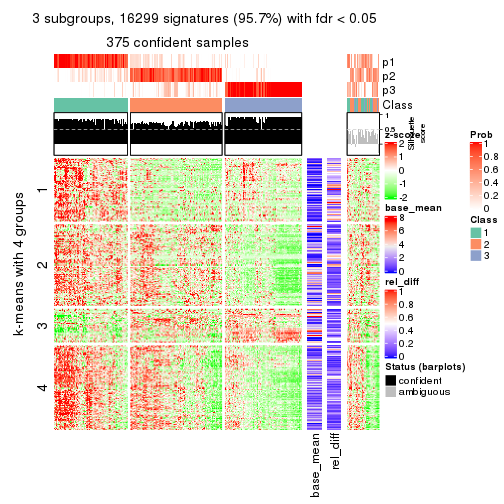 3 subgroups, 16299 signatures (95.7%) with fdr < 0.05
375 confident samples
p1
p2
p3
Class
1
0.5
0
Silhouette score
k-means with 4 groups
1
2
3
4
base_mean
rel_diff
z-score
2
1
0
-1
-2
base_mean
8
6
4
2
0
rel_diff
1
0.8
0.6
0.4
0.2
0
Status (barplots)
confident
ambiguous
Prob
1
0.8
0.6
0.4
0.2
0
Class
1
2
3